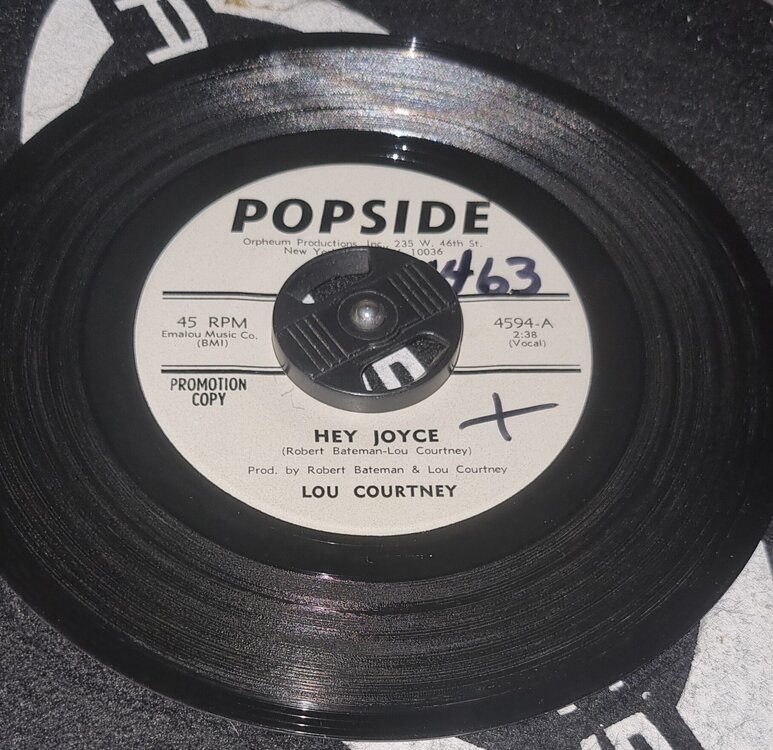 POPSIDE
Orpheum Productions, Inc., 235 W. 46th St.
New 10036
463
45 RPM
Emalou Music Co.
(BMI)
4594-A
2:38
(Vocal)
PROMOTION
COPY
HEY JOYCE
(Robert Bateman-Lou Courtney)
Prod. by Robert Bateman & Lou Courtney
LOU COURTNEY